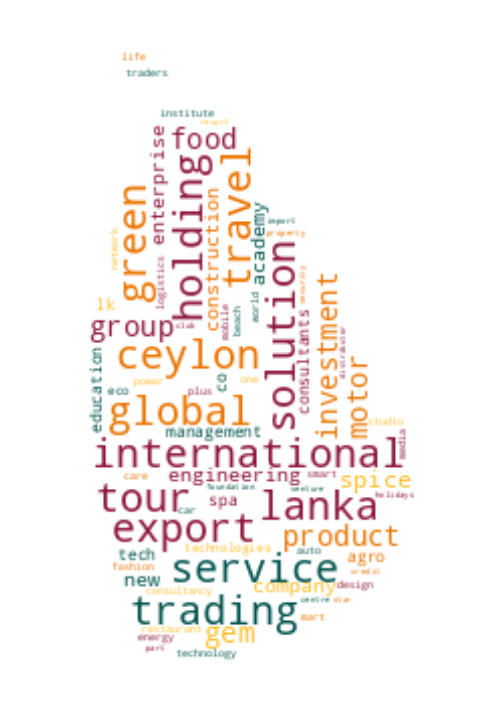 life
traders
institute
resort
food
enterprise
holding
travel
green
construction
academy
import
property
network
logistics
solution
security
world
mobile
beach
lk
group
club
investment
consultants
distributor
ceylon
motor
education
eco
power
plus
co
one
global
studio
management
media
international
care
engineering
smart
spice
tour
foundation
venture
holidays
spa
lanka
car
export
product
technologies
auto
tech
agro
fashion
service
credit
new
company
design
consultancy
centre
star
trading
mart
restaurant
gem
energy
part
technology